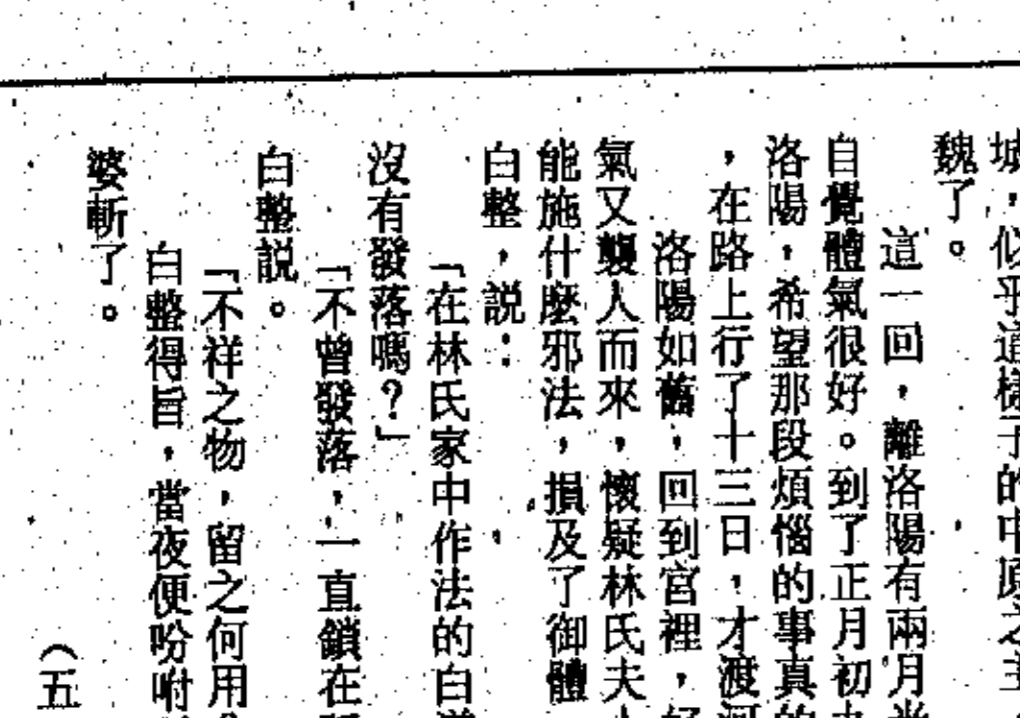 城，似乎這樣子的中原之主
魏了。
這一回，離洛陽有兩月
自覺體氣很好。到了正月初
洛陽，希望那段煩惱的事真的
，在路上行了十三日，才渡河
洛陽如舊，回到宮裡，好
氣又襲人而來，懷疑林氏夫
能施什麼邪法，損及了御體
白整，説：
「在林氏家中作法的白
沒有發落嗎？」
「不曾發落，一直鎖在
白整説。
「不祥之物，留之何用
白整得旨，當夜便吩咐
婆斬了。
（五